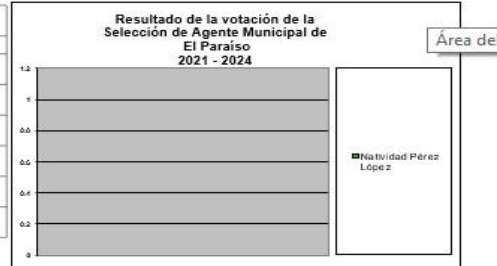 Resultado de la votación de la
Selección de Agente Municipal de
El Paraíso
2021 - 2024
Área del
1.2
1
0.8
0.6
0.4
0.2
0
Natividad Pérez
López